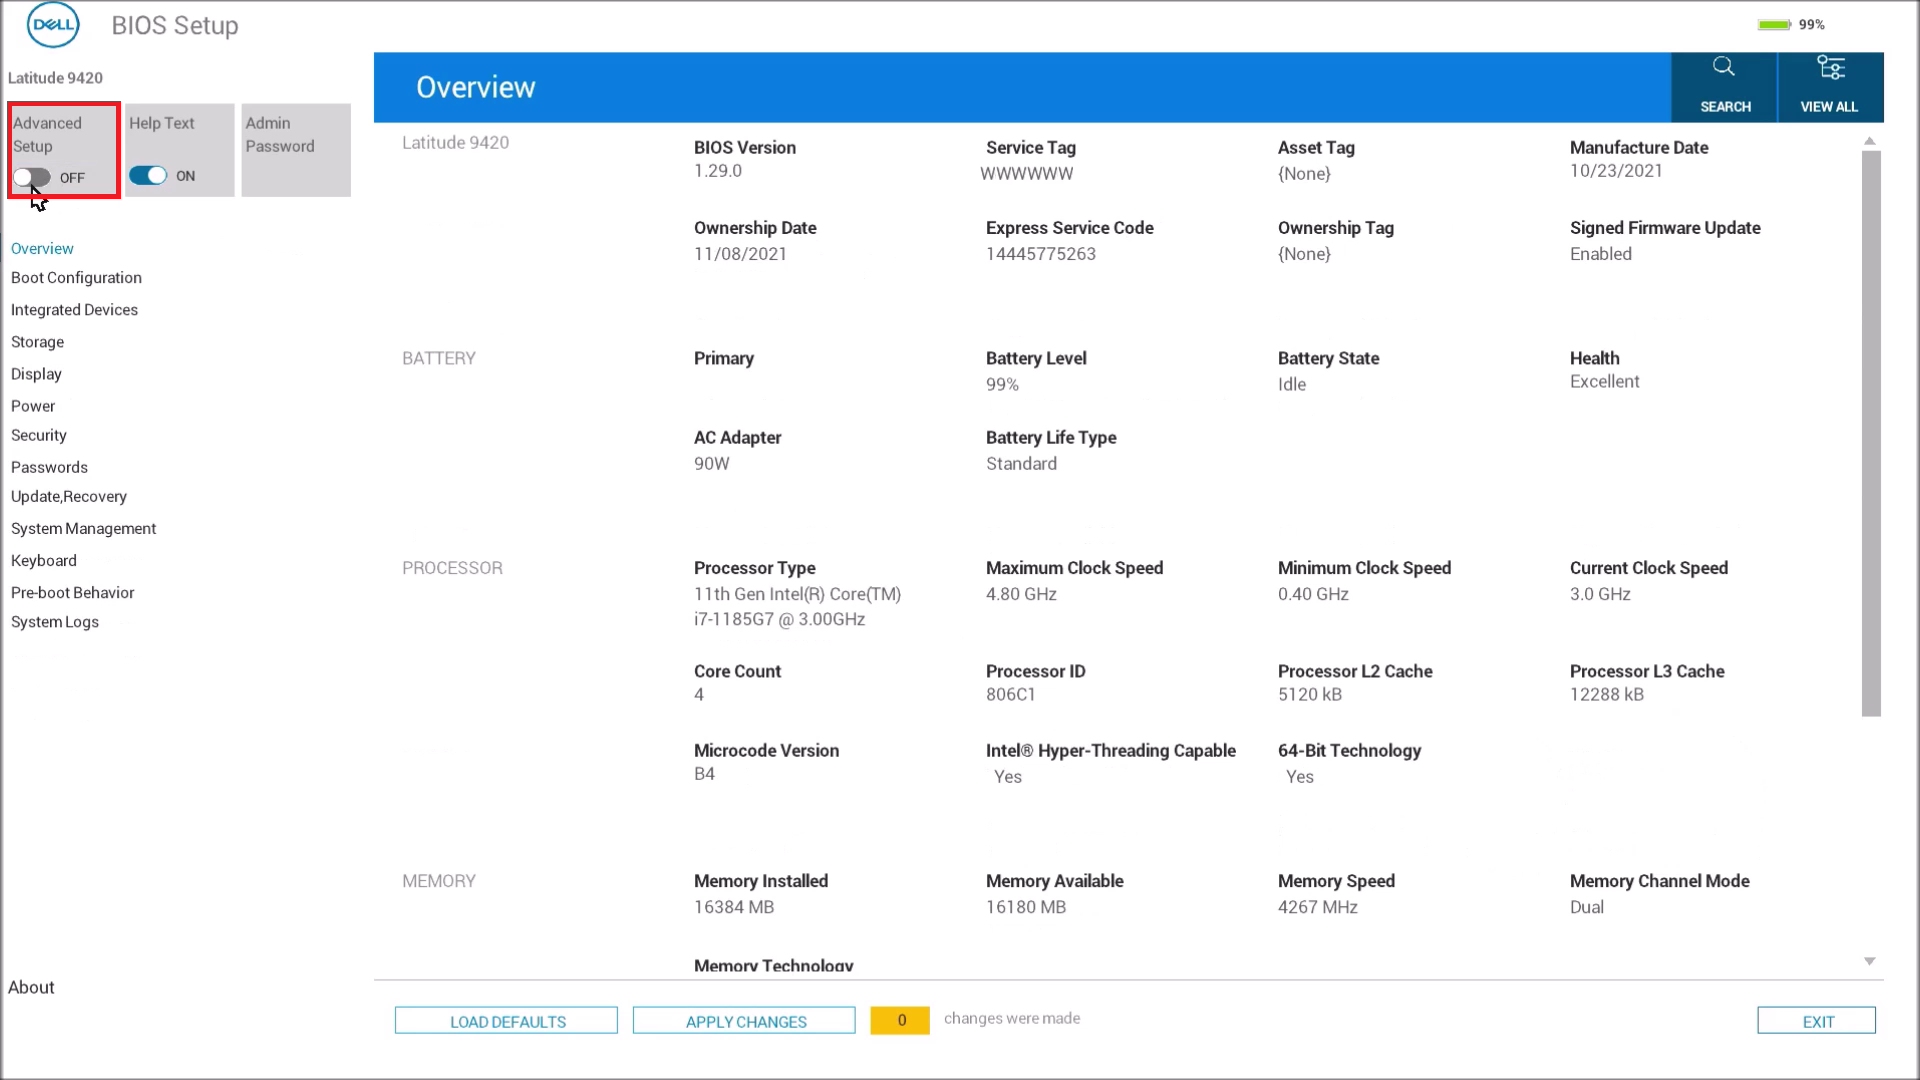 DELL
BIOS Setup
99%
Latitude 9420
Advanced
Setup
OFF
Help Text
ON
Admin
Password
Overview
SEARCH
VIEW ALL
Overview
Boot Configuration
Integrated Devices
Storage
Display
Power
Security
Passwords
Update,Recovery
System Management
Keyboard
Pre-boot Behavior
System Logs
About
Latitude 9420
BIOS Version
1.29.0
Service Tag
WWWWWW
Asset Tag
{None}
Manufacture Date
10/23/2021
Ownership Date
11/08/2021
Express Service Code
14445775263
Ownership Tag
{None}
Signed Firmware Update
Enabled
BATTERY
Primary
Battery Level
99%
Battery State
Idle
Health
Excellent
AC Adapter
90W
Battery Life Type
Standard
PROCESSOR
Processor Type
11th Gen Intel(R) Core(TM)
i7-1185G7 @ 3.00GHz
Maximum Clock Speed
4.80 GHz
Minimum Clock Speed
0.40 GHz
Current Clock Speed
3.0 GHz
Core Count
4
Processor ID
806C1
Processor L2 Cache
5120 kB
Processor L3 Cache
12288 kB
Microcode Version
B4
Intel® Hyper-Threading Capable
Yes
64-Bit Technology
Yes
MEMORY
Memory Installed
16384 MB
Memory Available
16180 MB
Memory Speed
4267 MHz
Memory Channel Mode
Dual
Memory Technology
LOAD DEFAULTS
APPLY CHANGES
0
changes were made
EXIT